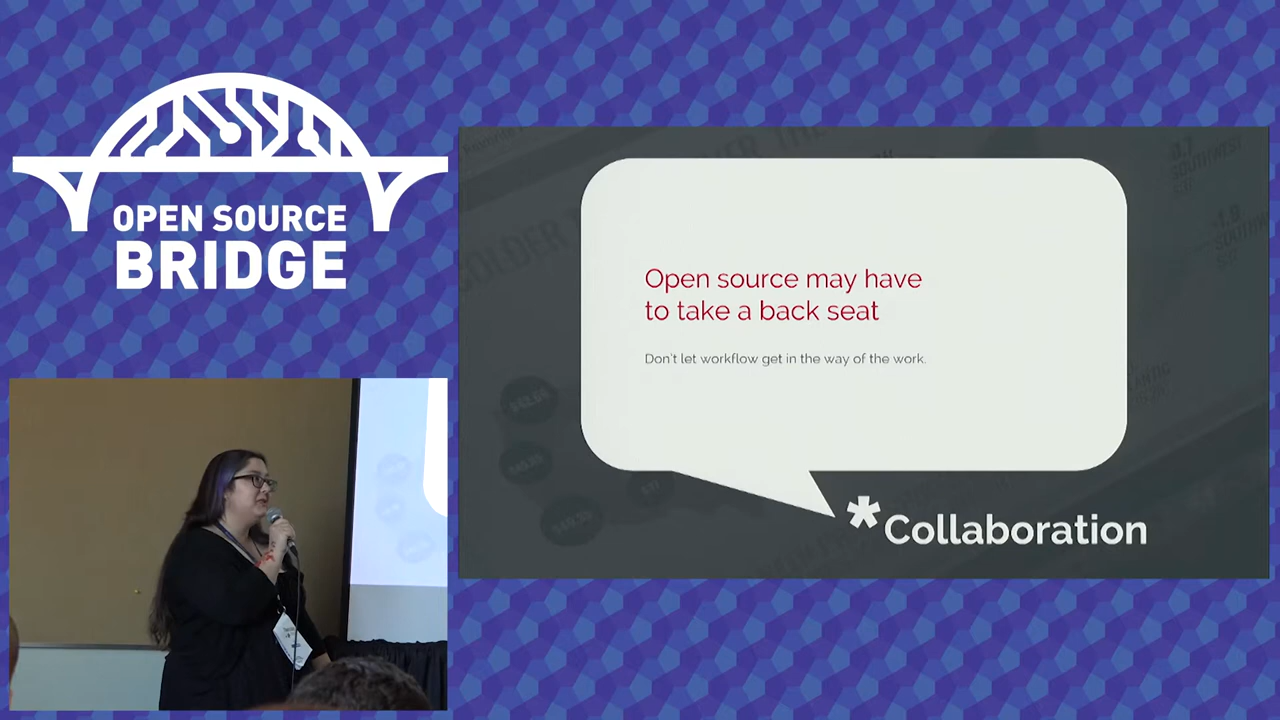 OPEN SOURCE
BRIDGE
Open source may have
to take a back seat
Don't let workflow get in the way of the work.
*Collaboration